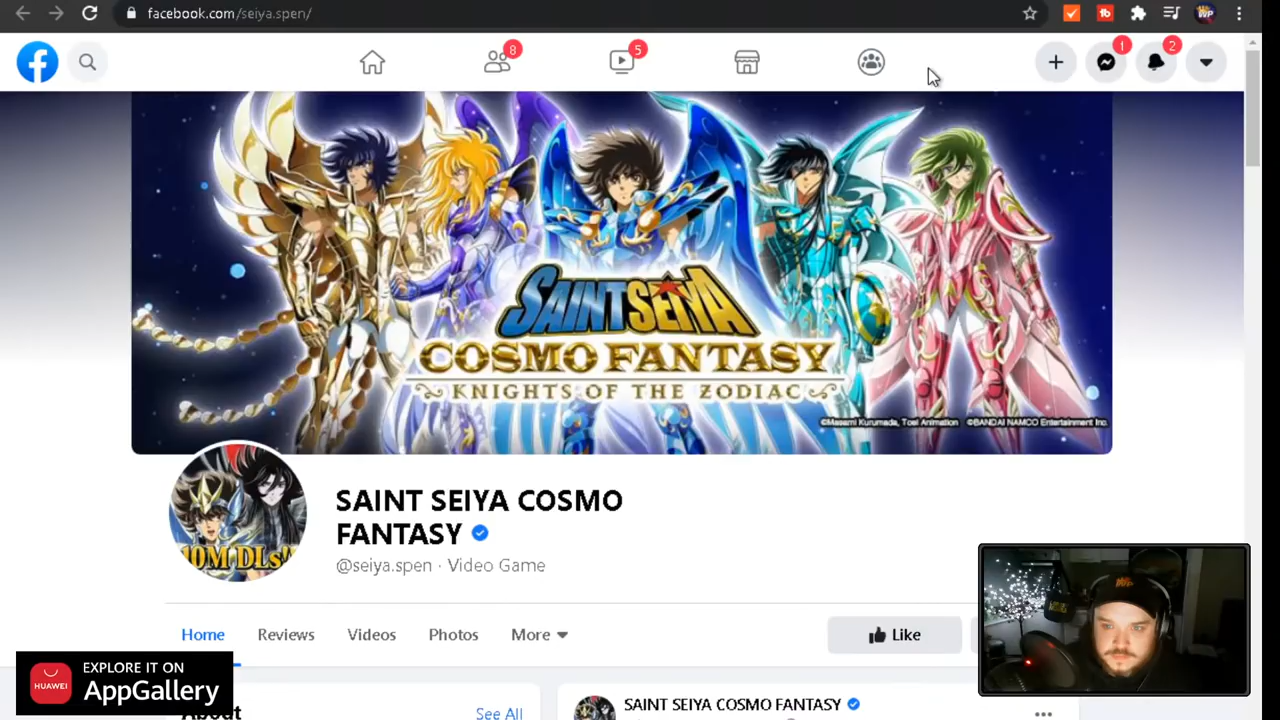 facebook.com/seiya.spen/
8
5
1
2
SAINT SEIYA
COSMO FANTASY
KNIGHTS OF THE ZODIAC
©Masami Kurumada, Toei Animation ©BANDAI NAMCO Entertainment Inc.
10M DLs!
SAINT SEIYA COSMO
FANTASY
@seiya.spen · Video Game
Home
Reviews
Videos
Photos
More
Like
EXPLORE IT ON
HUAWEI
AppGallery
About
See All
SAINT SEIYA COSMO FANTASY